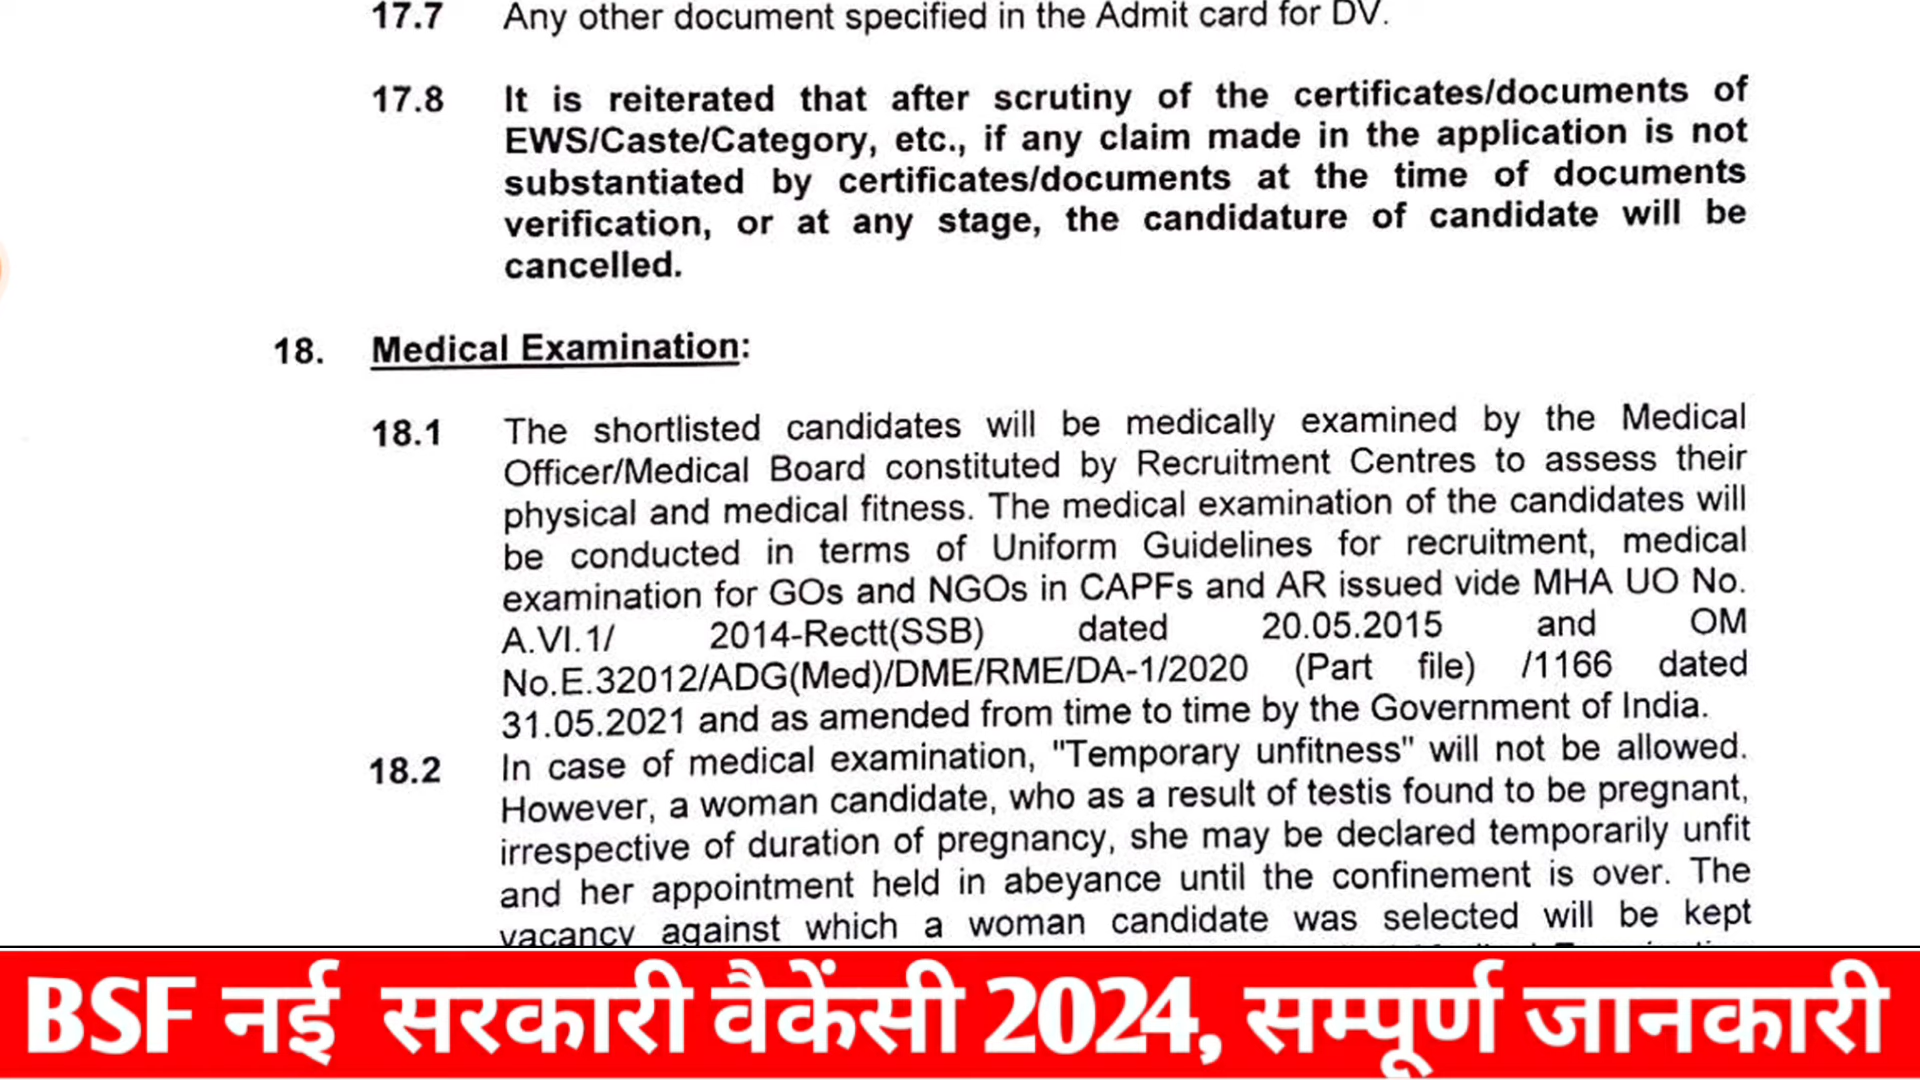 17.7 Any other document specified in the Admit card for DV.
17.8 It is reiterated that after scrutiny of the certificates/documents of
EWS/Caste/Category, etc., if any claim made in the application is not
substantiated by certificates/documents at the time of documents
verification, or at any stage, the candidature of candidate will be
cancelled.
18. Medical Examination:
18.1 The shortlisted candidates will be medically examined by the Medical
Officer/Medical Board constituted by Recruitment Centres to assess their
physical and medical fitness. The medical examination of the candidates will
be conducted in terms of Uniform Guidelines for recruitment, medical
examination for GOs and NGOs in CAPFs and AR issued vide MHA UO No.
A.VI.1/ 2014-Rectt(SSB) dated 20.05.2015 and OM
No.E.32012/ADG(Med)/DME/RME/DA-1/2020 (Part file) /1166 dated
31.05.2021 and as amended from time to time by the Government of India.
18.2 In case of medical examination, "Temporary unfitness" will not be allowed.
However, a woman candidate, who as a result of testis found to be pregnant,
irrespective of duration of pregnancy, she may be declared temporarily unfit
and her appointment held in abeyance until the confinement is over. The
vacancy against which a woman candidate was selected will be kept
BSF नई सरकारी वैकेंसी 2024, सम्पूर्ण जानकारी